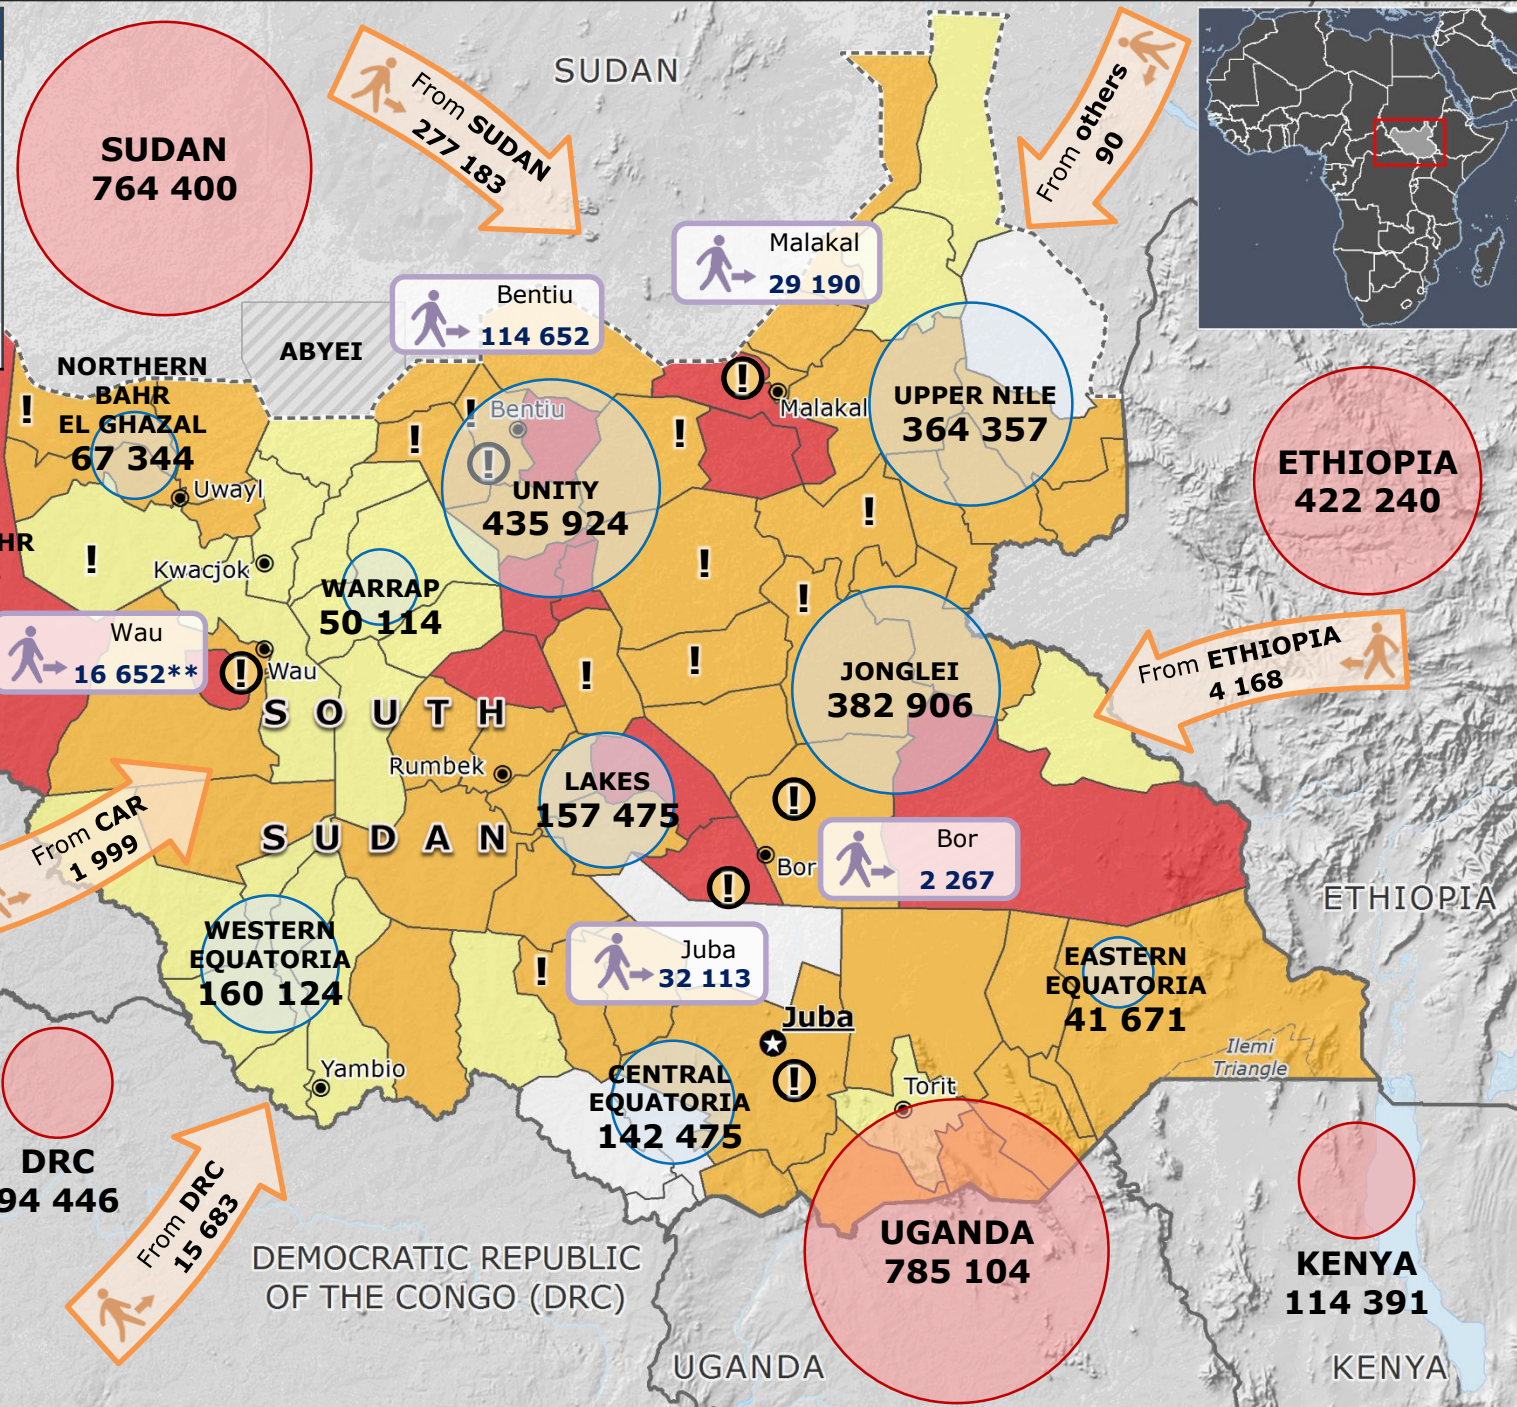 SUDAN
764 400
From SUDAN
277 183
SUDAN
From others
90
Malakal
29 190
Bentiu
114 652
ABYEI
NORTHERN
BAHR
EL GHAZAL
67 344
!
!
!
Bentiu
!
!
!
Malakal
UPPER NILE
364 357
ETHIOPIA
422 240
Uwayl
UNITY
435 924
!
HR
!
Kwacjok
WARRAP
50 114
!
!
Wau
16 652**
!
Wau
!
!
JONGLEI
382 906
From ETHIOPIA
4 168
SOUTH
Rumbek
LAKES
157 475
!
From CAR
1 999
SUDAN
Bor
Bor
2 267
!
ETHIOPIA
WESTERN
EQUATORIA
160 124
!
Juba
32 113
EASTERN
EQUATORIA
41 671
Juba
!
Ilemi
Triangle
Yambio
CENTRAL
EQUATORIA
142 475
Torit
DRC
94 446
From DRC
15 683
DEMOCRATIC REPUBLIC
OF THE CONGO (DRC)
UGANDA
785 104
KENYA
114 391
UGANDA
KENYA